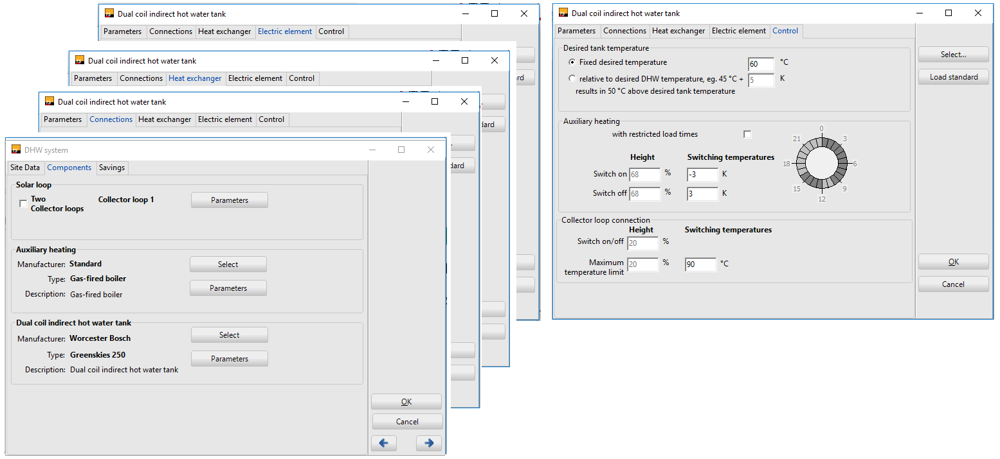 Dual coil indirect hot water tank
Parameters Connections Heat exchanger Electric element Control
Dual coil indirect hot water tank
Parameters Connections Heat exchanger Electric element Control
Dual coil indirect hot water tank
Parameters Connections Heat exchanger Electric element Control
DHW system
Site Data Components Savings
Solar loop
Two
Collector loops
Collector loop 1
Parameters
Auxiliary heating
Manufacturer: Standard
Select
Type: Gas-fired boiler
Parameters
Description: Gas-fired boiler
Dual coil indirect hot water tank
Manufacturer: Worcester Bosch
Select
Type: Greenskies 250
Parameters
Description: Dual coil indirect hot water tank
OK
Cancel
Dual coil indirect hot water tank
Parameters Connections Heat exchanger Electric element Control
Desired tank temperature
Fixed desired temperature 60 °C
relative to desired DHW temperature, eg. 45 °C + 5 K
results in 50 °C above desired tank temperature
Auxiliary heating
with restricted load times
Height Switching temperatures
Switch on 68 % -3 K
Switch off 68 % 3 K
0
21 3
18 6
15 9
12
Collector loop connection
Height Switching temperatures
Switch on/off 20 %
Maximum
temperature limit 20 % 90 °C
Select...
Load standard
OK
Cancel